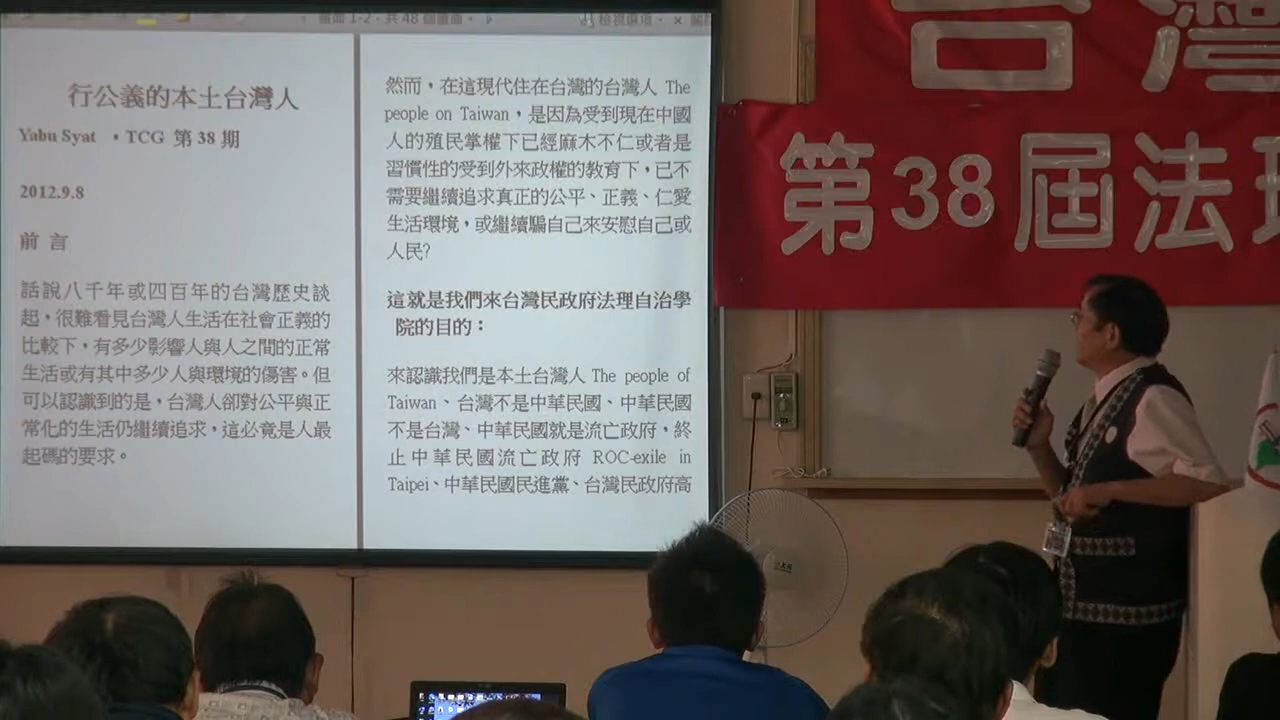 畫面 1-2，共 48 個畫面
檢視選項
行公義的本土台灣人
Yabu Syat ，TCG 第 38 期
2012.9.8
前 言
話說八千年或四百年的台灣歷史談
起，很難看見台灣人生活在社會正義的
比較下，有多少影響人與人之間的正常
生活或有其中多少人與環境的傷害。但
可以認識到的是，台灣人卻對公平與正
常化的生活仍繼續追求，這必竟是人最
起碼的要求。
然而，在這現代住在台灣的台灣人 The
people on Taiwan，是因為受到現在中國
人的殖民掌權下已經麻木不仁或者是
習慣性的受到外來政權的教育下，已不
需要繼續追求真正的公平、正義、仁愛
生活環境，或繼續騙自己來安慰自己或
人民?
這就是我們來台灣民政府法理自治學
院的目的：
來認識我們是本土台灣人 The people of
Taiwan、台灣不是中華民國、中華民國
不是台灣、中華民國就是流亡政府，終
止中華民國流亡政府 ROC-exile in
Taipei、中華民國民進黨、台灣民政府高
台灣
第38屆法理